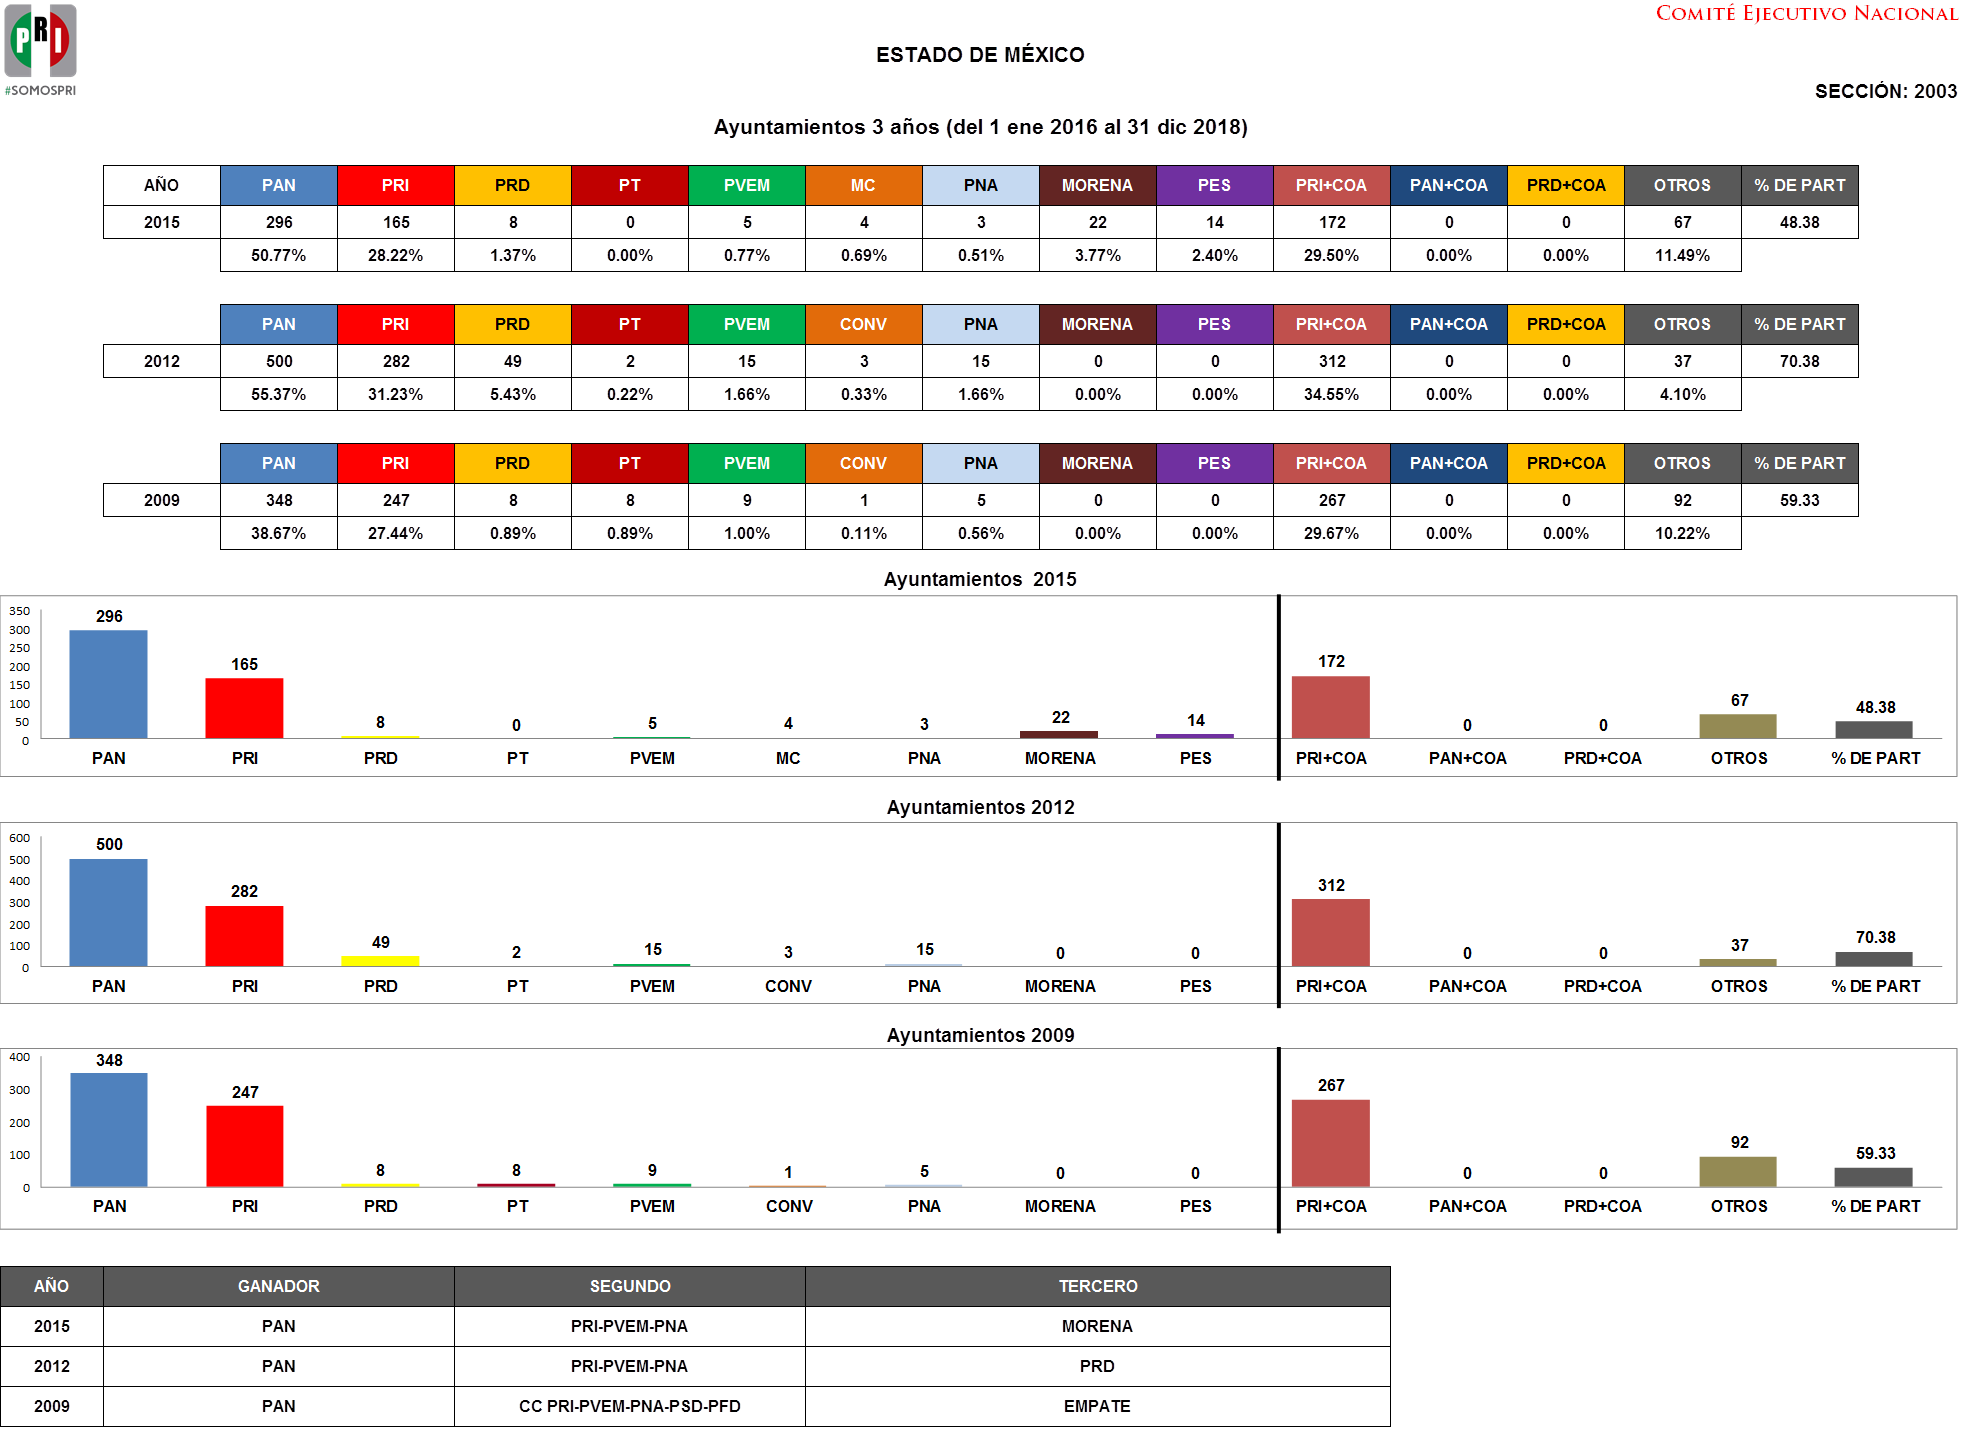 PRI
#SOMOSPRI
COMITÉ EJECUTIVO NACIONAL
ESTADO DE MÉXICO
SECCIÓN: 2003
Ayuntamientos 3 años (del 1 ene 2016 al 31 dic 2018)
AÑO PAN PRI PRD PT PVEM MC PNA MORENA PES PRI+COA PAN+COA PRD+COA OTROS % DE PART
2015 296 165 8 0 5 4 3 22 14 172 0 0 67 48.38
50.77% 28.22% 1.37% 0.00% 0.77% 0.69% 0.51% 3.77% 2.40% 29.50% 0.00% 0.00% 11.49%
PAN PRI PRD PT PVEM CONV PNA MORENA PES PRI+COA PAN+COA PRD+COA OTROS % DE PART
2012 500 282 49 2 15 3 15 0 0 312 0 0 37 70.38
55.37% 31.23% 5.43% 0.22% 1.66% 0.33% 1.66% 0.00% 0.00% 34.55% 0.00% 0.00% 4.10%
PAN PRI PRD PT PVEM CONV PNA MORENA PES PRI+COA PAN+COA PRD+COA OTROS % DE PART
2009 348 247 8 8 9 1 5 0 0 267 0 0 92 59.33
38.67% 27.44% 0.89% 0.89% 1.00% 0.11% 0.56% 0.00% 0.00% 29.67% 0.00% 0.00% 10.22%
Ayuntamientos 2015
350
300
250
200
150
100
50
0
296 165 8 0 5 4 3 22 14 172 0 0 67 48.38
PAN PRI PRD PT PVEM MC PNA MORENA PES PRI+COA PAN+COA PRD+COA OTROS % DE PART
Ayuntamientos 2012
600
500
400
300
200
100
0
500 282 49 2 15 3 15 0 0 312 0 0 37 70.38
PAN PRI PRD PT PVEM CONV PNA MORENA PES PRI+COA PAN+COA PRD+COA OTROS % DE PART
Ayuntamientos 2009
400
300
200
100
0
348 247 8 8 9 1 5 0 0 267 0 0 92 59.33
PAN PRI PRD PT PVEM CONV PNA MORENA PES PRI+COA PAN+COA PRD+COA OTROS % DE PART
AÑO GANADOR SEGUNDO TERCERO
2015 PAN PRI-PVEM-PNA MORENA
2012 PAN PRI-PVEM-PNA PRD
2009 PAN CC PRI-PVEM-PNA-PSD-PFD EMPATE